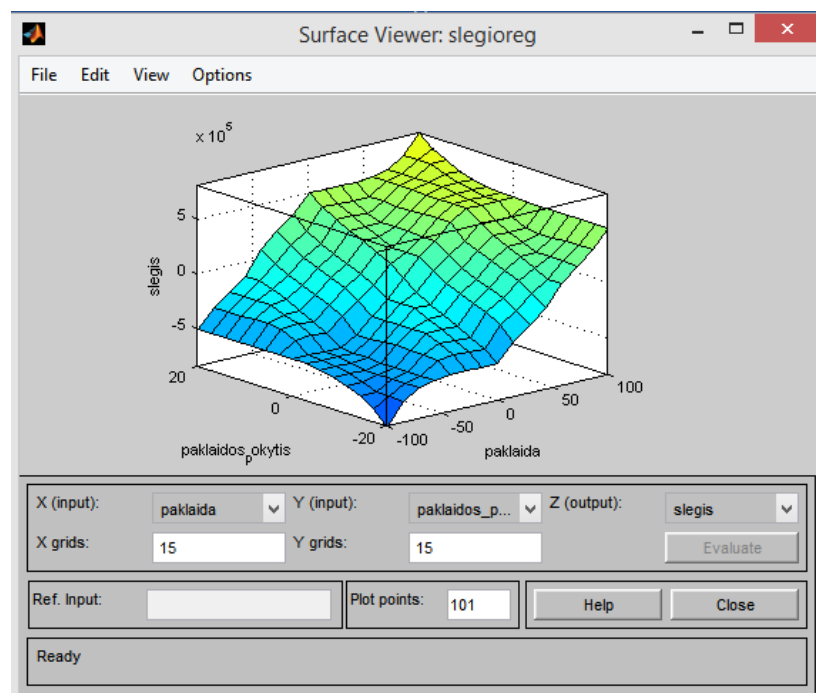 Surface Viewer: slegioreg
File Edit View Options
x 10^5
5
0
-5
slegis
20
0
-20
paklaidos_pokytis
-100
-50
0
50
100
paklaida
X (input): paklaida Y (input): paklaidos_p... Z (output): slegis
X grids: 15 Y grids: 15 Evaluate
Ref. Input: Plot points: 101 Help Close
Ready